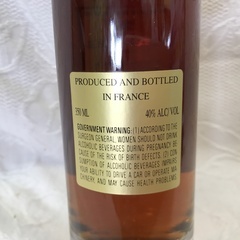 PRODUCED AND BOTTLED
IN FRANCE
350 ML 40% ALC/VOL
GOVERNMENT WARNING: (1) ACCORDING TO THE
SURGEON GENERAL, WOMEN SHOULD NOT DRINK
ALCOHOLIC BEVERAGES DURING PREGNANCY BE
CAUSE OF THE RISK OF BIRTH DEFECTS. (2) CON
SUMPTION OF ALCOHOLIC BEVERAGES IMPAIRS
YOUR ABILITY TO DRIVE A CAR OR OPERATE MA
CHINERY, AND MAY CAUSE HEALTH PROBLEMS